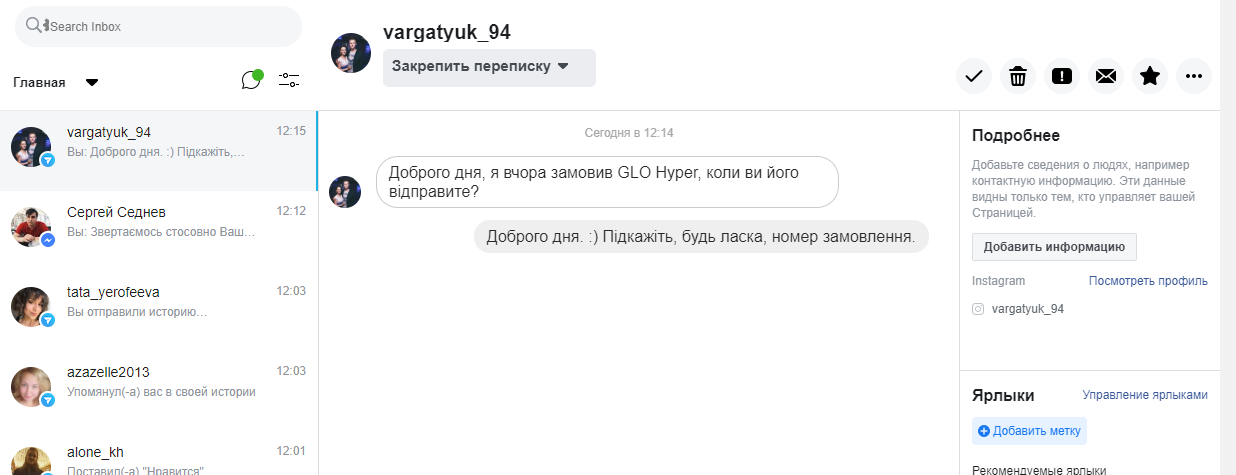 Search Inbox
Главная
vargatyuk_94
12:15
Вы: Доброго дня. :) Підкажіть,…
Сергей Седнев
12:12
Вы: Звертаємось стосовно Ваш…
tata_yerofeeva
12:03
Вы отправили историю…
azazelle2013
12:03
Упомянул(-а) вас в своей истории
alone_kh
12:01
Поставил(-а) "Нравится"
vargatyuk_94
Закрепить переписку
Сегодня в 12:14
Доброго дня, я вчора замовив GLO Hyper, коли ви його
відправите?
Доброго дня. :) Підкажіть, будь ласка, номер замовлення.
Подробнее
Добавьте сведения о людях, например
контактную информацию. Эти данные
видны только тем, кто управляет вашей
Страницей.
Добавить информацию
Instagram
Посмотреть профиль
vargatyuk_94
Ярлыки
Управление ярлыками
Добавить метку
Рекомендуемые ярлыки